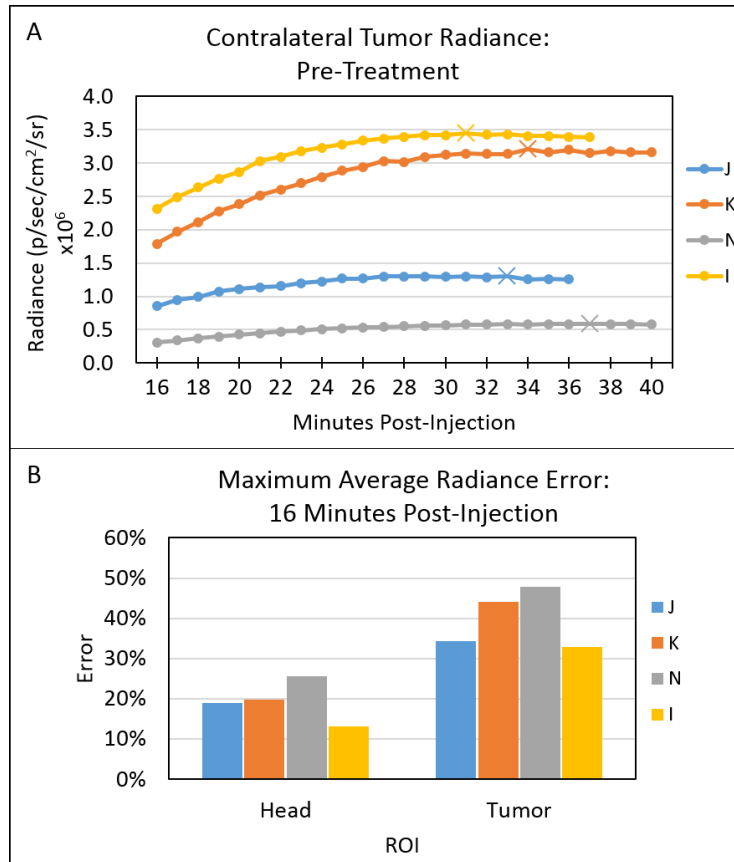 A
Contralateral Tumor Radiance:
Pre-Treatment
Radiance (p/sec/cm²/sr)
x10⁶
4.0
3.5
3.0
2.5
2.0
1.5
1.0
0.5
0.0
16 18 20 22 24 26 28 30 32 34 36 38 40
Minutes Post-Injection
J
K
N
I
B
Maximum Average Radiance Error:
16 Minutes Post-Injection
Error
60%
50%
40%
30%
20%
10%
0%
Head Tumor
ROI
J
K
N
I